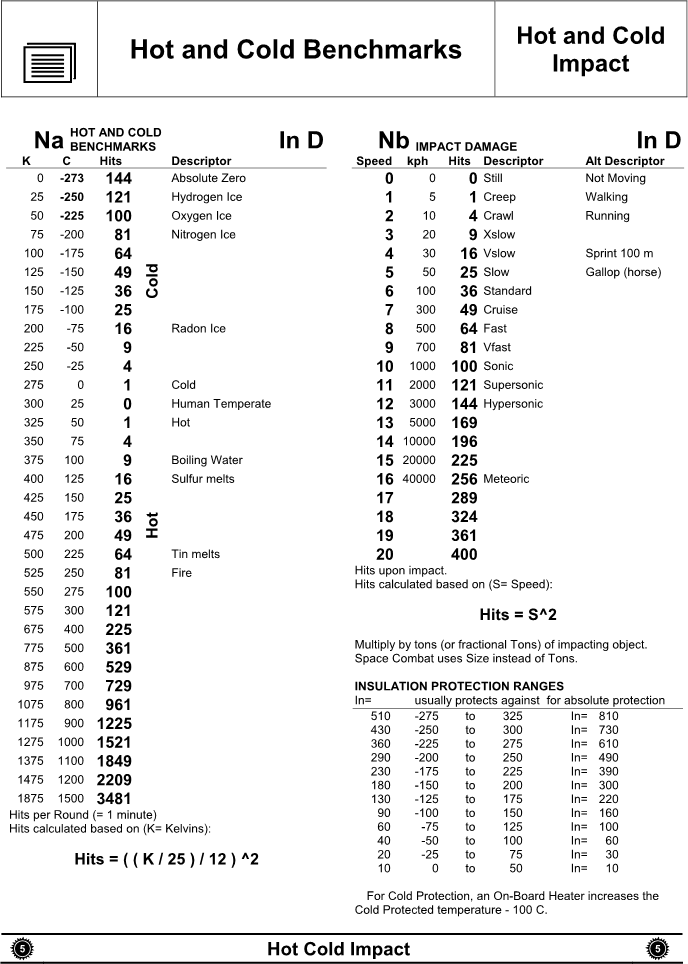 Hot and Cold Benchmarks
Hot and Cold
Impact
Na HOT AND COLD BENCHMARKS In D
K C Hits Descriptor
0 -273 144 Absolute Zero
25 -250 121 Hydrogen Ice
50 -225 100 Oxygen Ice
75 -200 81 Nitrogen Ice
100 -175 64
125 -150 49
150 -125 36
175 -100 25
Cold
200 -75 16 Radon Ice
225 -50 9
250 -25 4
275 0 1 Cold
300 25 0 Human Temperate
325 50 1 Hot
350 75 4
375 100 9 Boiling Water
400 125 16 Sulfur melts
425 150 25
450 175 36
475 200 49
Hot
500 225 64 Tin melts
525 250 81 Fire
550 275 100
575 300 121
675 400 225
775 500 361
875 600 529
975 700 729
1075 800 961
1175 900 1225
1275 1000 1521
1375 1100 1849
1475 1200 2209
1875 1500 3481
Hits per Round (= 1 minute)
Hits calculated based on (K= Kelvins):
Hits = ( ( K / 25 ) / 12 ) ^2
Nb IMPACT DAMAGE In D
Speed kph Hits Descriptor Alt Descriptor
0 0 0 Still Not Moving
1 5 1 Creep Walking
2 10 4 Crawl Running
3 20 9 Xslow
4 30 16 Vslow Sprint 100 m
5 50 25 Slow Gallop (horse)
6 100 36 Standard
7 300 49 Cruise
8 500 64 Fast
9 700 81 Vfast
10 1000 100 Sonic
11 2000 121 Supersonic
12 3000 144 Hypersonic
13 5000 169
14 10000 196
15 20000 225
16 40000 256 Meteoric
17 289
18 324
19 361
20 400
Hits upon impact.
Hits calculated based on (S= Speed):
Hits = S^2
Multiply by tons (or fractional Tons) of impacting object.
Space Combat uses Size instead of Tons.
INSULATION PROTECTION RANGES
In= usually protects against for absolute protection
510 -275 to 325 In= 810
430 -250 to 300 In= 730
360 -225 to 275 In= 610
290 -200 to 250 In= 490
230 -175 to 225 In= 390
180 -150 to 200 In= 300
130 -125 to 175 In= 220
90 -100 to 150 In= 160
60 -75 to 125 In= 100
40 -50 to 100 In= 60
20 -25 to 75 In= 30
10 0 to 50 In= 10
For Cold Protection, an On-Board Heater increases the
Cold Protected temperature - 100 C.
5 Hot Cold Impact 5